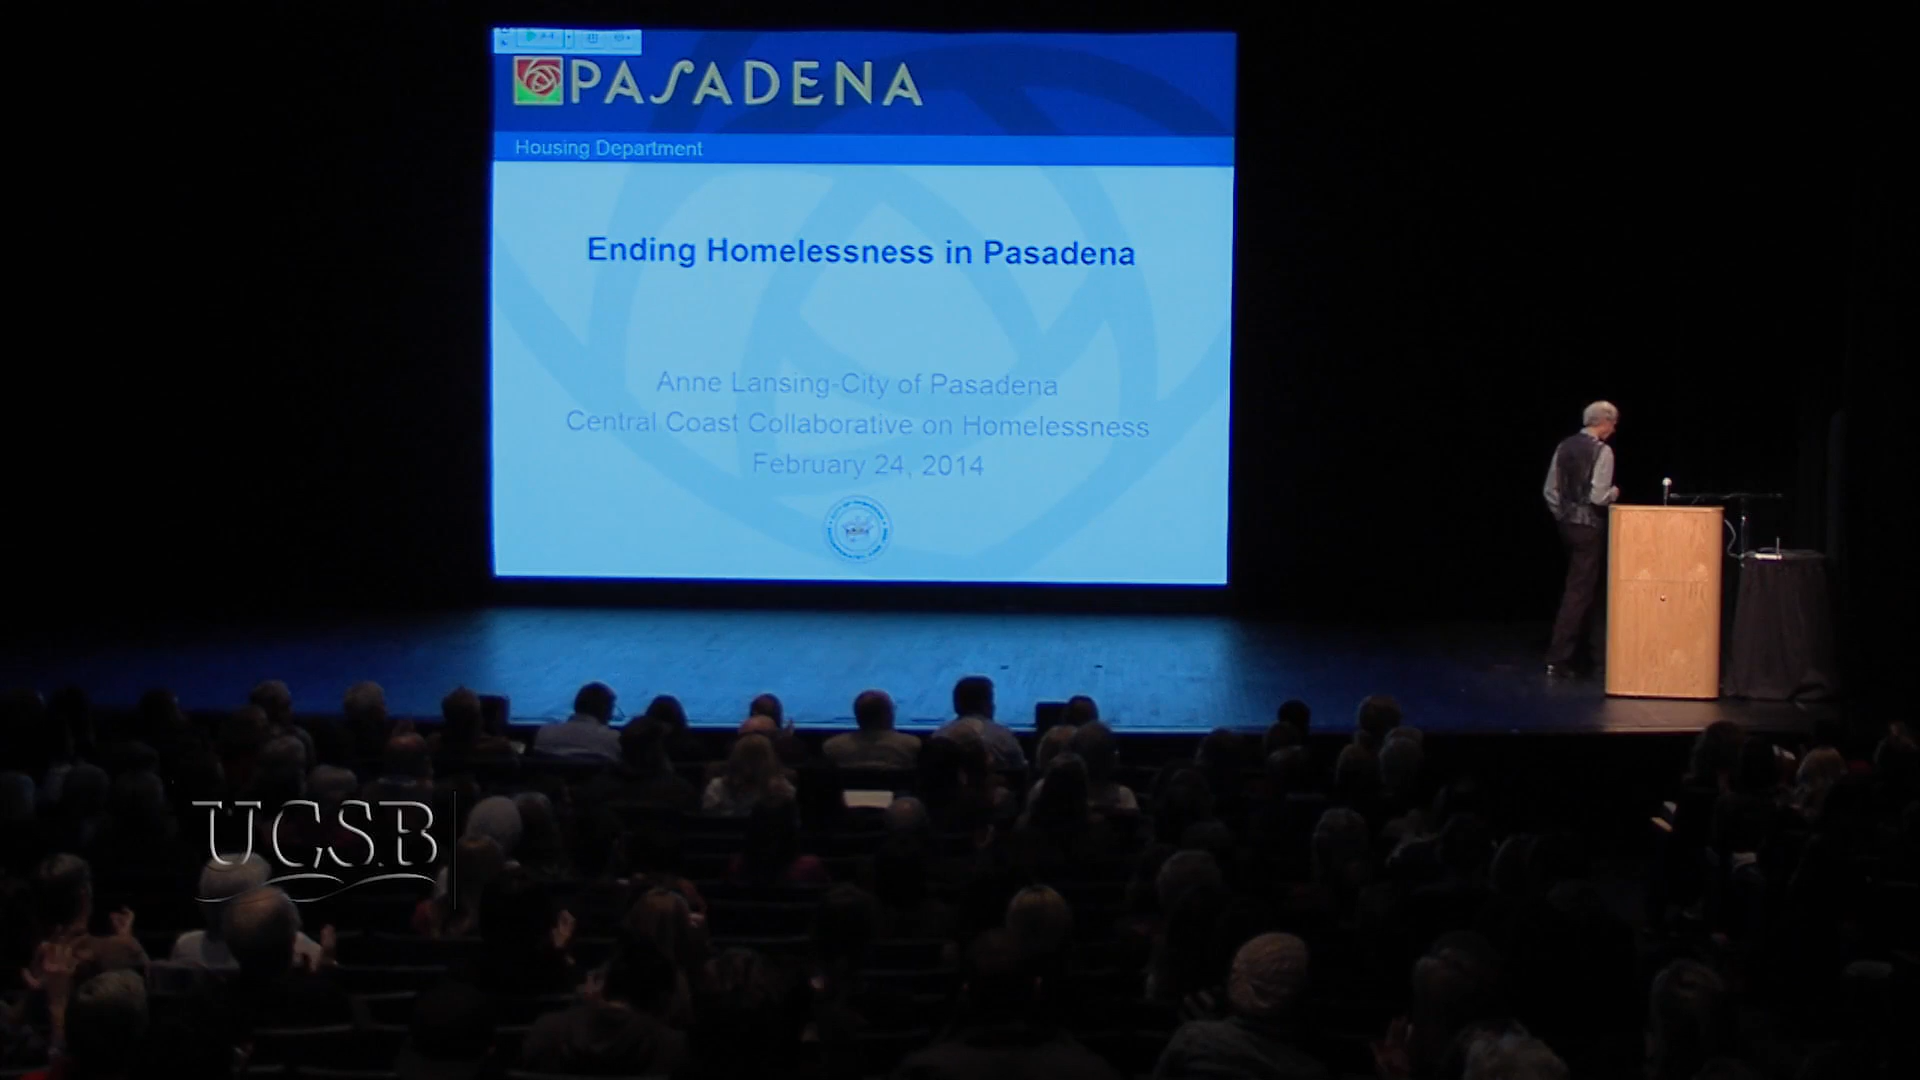 PASADENA
Housing Department
Ending Homelessness in Pasadena
Anne Lansing-City of Pasadena
Central Coast Collaborative on Homelessness
February 24, 2014
UCSB